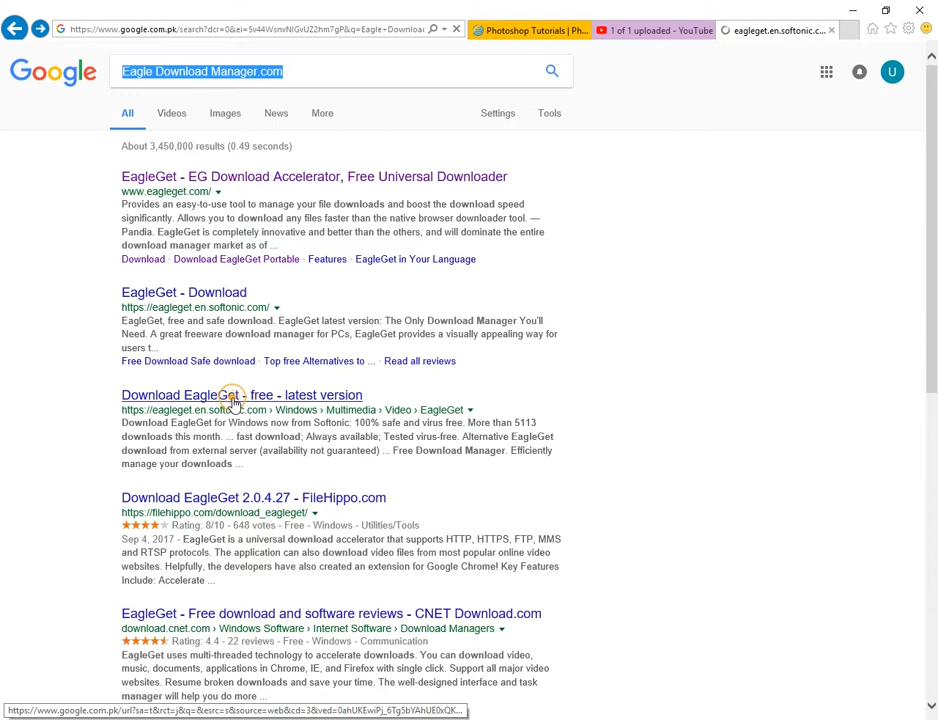 https://www.google.com.pk/search?dcr=0&ei=5v44WsnvNIGvUZ2hm7gP&q=Eagle+Downloa
Photoshop Tutorials | Ph...
1 of 1 uploaded - YouTube
eagleget.en.softonic.c...
Google
Eagle Download Manager.com
U
All
Videos
Images
News
More
Settings
Tools
About 3,450,000 results (0.49 seconds)
EagleGet - EG Download Accelerator, Free Universal Downloader
www.eagleget.com/
Provides an easy-to-use tool to manage your file downloads and boost the download speed
significantly. Allows you to download any files faster than the native browser downloader tool. —
Pandia. EagleGet is completely innovative and better than the others, and will dominate the entire
download manager market as of ...
Download · Download EagleGet Portable · Features · EagleGet in Your Language
EagleGet - Download
https://eagleget.en.softonic.com/
EagleGet, free and safe download. EagleGet latest version: The Only Download Manager You'll
Need. A great freeware download manager for PCs, EagleGet provides a visually appealing way for
users t...
Free Download Safe download · Top free Alternatives to ... · Read all reviews
Download EagleGet - free - latest version
https://eagleget.en.softonic.com › Windows › Multimedia › Video › EagleGet
Download EagleGet for Windows now from Softonic: 100% safe and virus free. More than 5113
downloads this month. ... fast download; Always available; Tested virus-free. Alternative EagleGet
download from external server (availability not guaranteed) ... Free Download Manager. Efficiently
manage your downloads ...
Download EagleGet 2.0.4.27 - FileHippo.com
https://filehippo.com/download_eagleget/
Rating: 8/10 - 648 votes - Free - Windows - Utilities/Tools
Sep 4, 2017 - EagleGet is a universal download accelerator that supports HTTP, HTTPS, FTP, MMS
and RTSP protocols. The application can also download video files from most popular online video
websites. Helpfully, the developers have also created an extension for Google Chrome! Key Features
Include: Accelerate ...
EagleGet - Free download and software reviews - CNET Download.com
download.cnet.com › Windows Software › Internet Software › Download Managers
Rating: 4.4 - 22 reviews - Free - Windows - Communication
EagleGet uses multi-threaded technology to accelerate downloads. You can download video,
music, documents, applications in Chrome, IE, and Firefox with single click. Support all major video
websites. Resume broken downloads and save your time. The well-designed interface and task
manager will help you do more ...
https://www.google.com.pk/url?sa=t&rct=j&q=&esrc=s&source=web&cd=3&ved=0ahUKEwiPj_6Tg5bYAhUE0xQK...